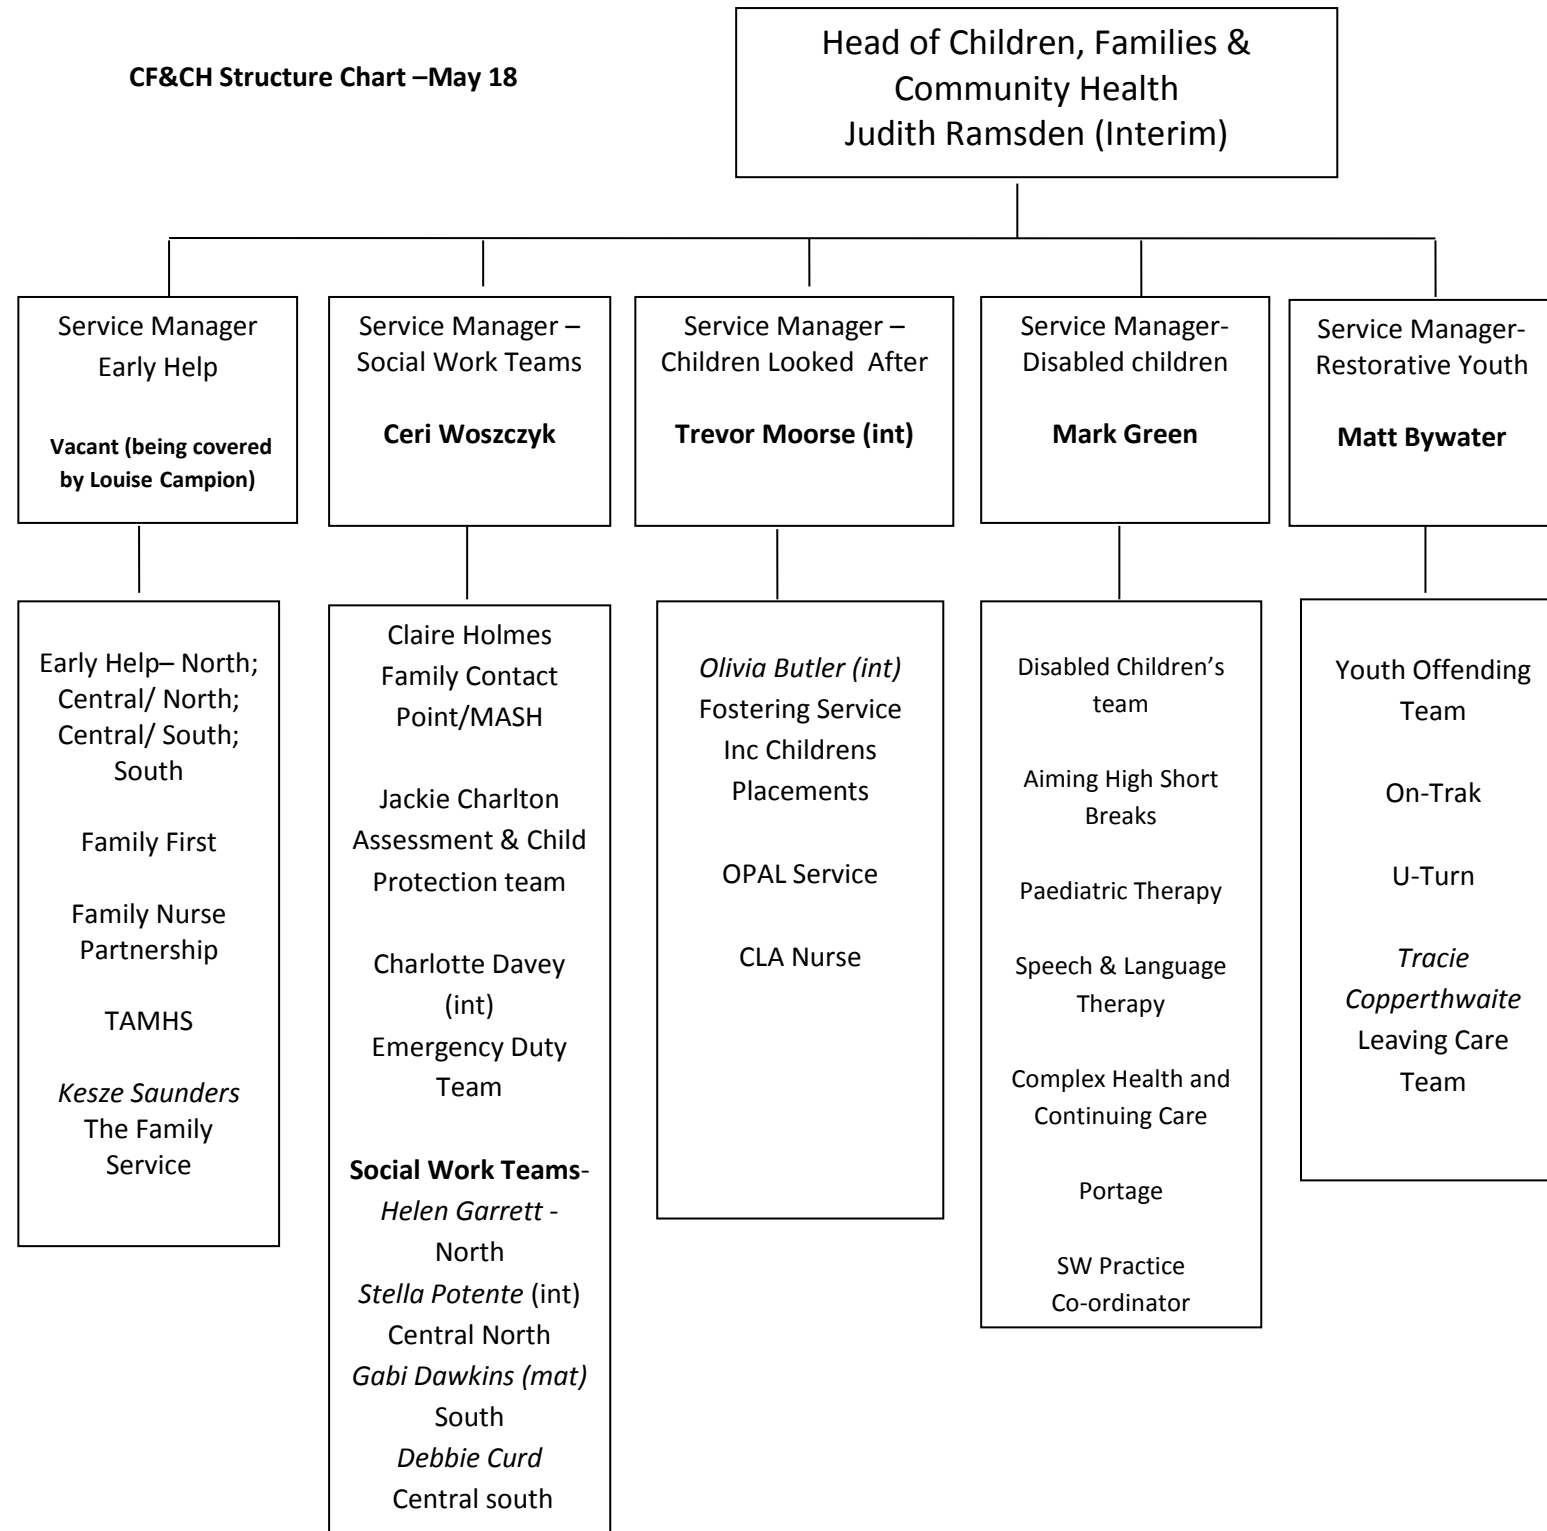 CF&CH Structure Chart –May 18
Head of Children, Families &
Community Health
Judith Ramsden (Interim)
Service Manager
Early Help
Vacant (being covered
by Louise Campion)
Service Manager –
Social Work Teams
Ceri Woszczyk
Service Manager –
Children Looked  After
Trevor Moorse (int)
Service Manager-
Disabled children
Mark Green
Service Manager-
Restorative Youth
Matt Bywater
Early Help– North;
Central/ North;
Central/ South;
South
Family First
Family Nurse
Partnership
TAMHS
Kesze Saunders
The Family
Service
Claire Holmes
Family Contact
Point/MASH
Jackie Charlton
Assessment & Child
Protection team
Charlotte Davey
(int)
Emergency Duty
Team
Social Work Teams-
Helen Garrett -
North
Stella Potente (int)
Central North
Gabi Dawkins (mat)
South
Debbie Curd
Central south
Olivia Butler (int)
Fostering Service
Inc Childrens
Placements
OPAL Service
CLA Nurse
Disabled Children’s
team
Aiming High Short
Breaks
Paediatric Therapy
Speech & Language
Therapy
Complex Health and
Continuing Care
Portage
SW Practice
Co-ordinator
Youth Offending
Team
On-Trak
U-Turn
Tracie
Copperthwaite
Leaving Care
Team